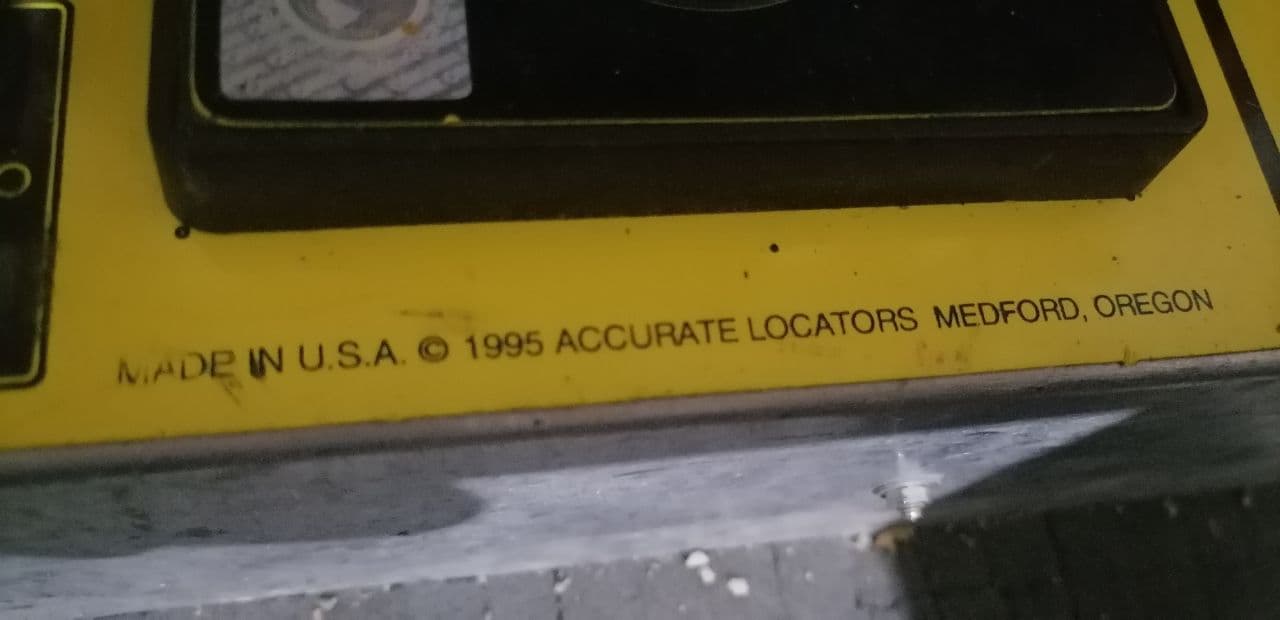 MADE IN U.S.A. © 1995 ACCURATE LOCATORS MEDFORD, OREGON